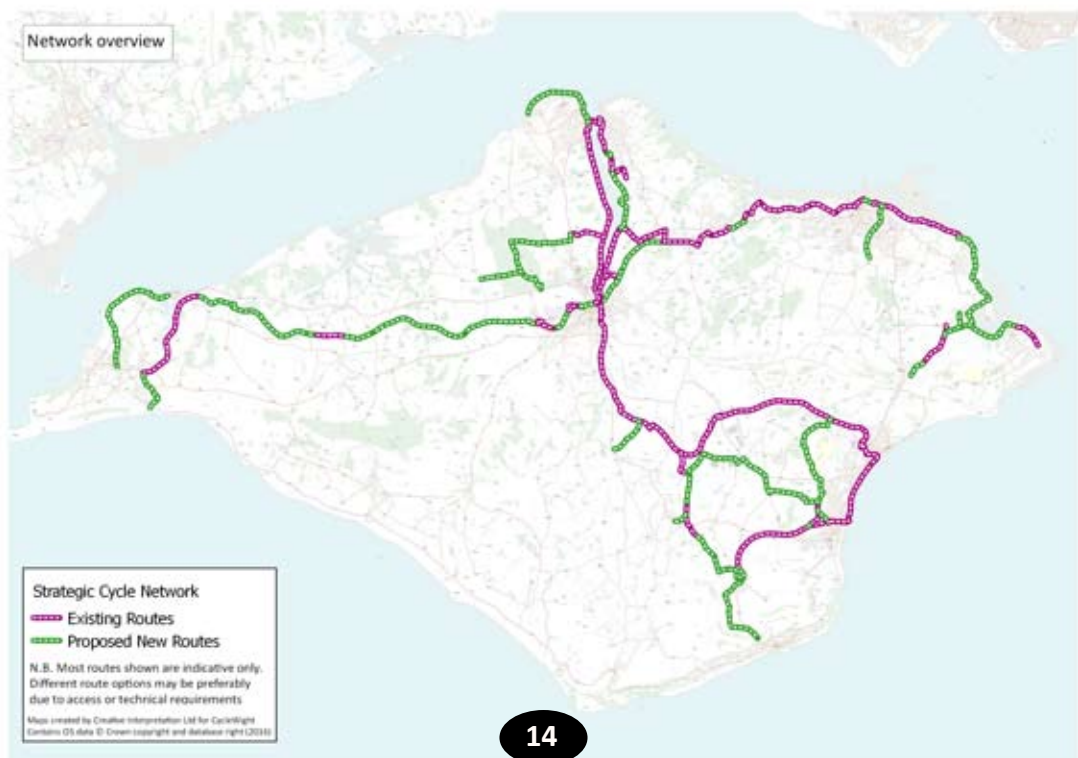 Network overview
Strategic Cycle Network
Existing Routes
Proposed New Routes
N.B. Most routes shown are indicative only.
Different route options may be preferably
due to access or technical requirements
Maps created by Creative Interpretation Ltd for CycleWight
Contains OS data © Crown copyright and database right (2016)
14